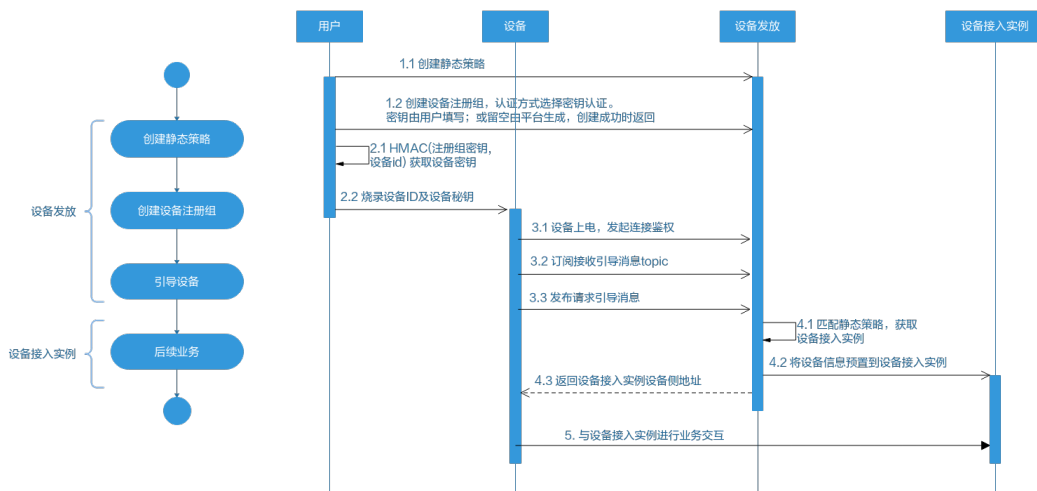 用户
设备
设备发放
设备接入实例
1.1 创建静态策略
1.2 创建设备注册组，认证方式选择密钥认证。
密钥由用户填写；或留空由平台生成，创建成功时返回
2.1 HMAC(注册组密钥，
设备id) 获取设备密钥
2.2 烧录设备ID及设备秘钥
3.1 设备上电，发起连接鉴权
3.2 订阅接收引导消息topic
3.3 发布请求引导消息
4.1 匹配静态策略，获取
设备接入实例
4.2 将设备信息预置到设备接入实例
4.3 返回设备接入实例设备侧地址
5. 与设备接入实例进行业务交互
设备发放
创建静态策略
创建设备注册组
引导设备
设备接入实例
后续业务